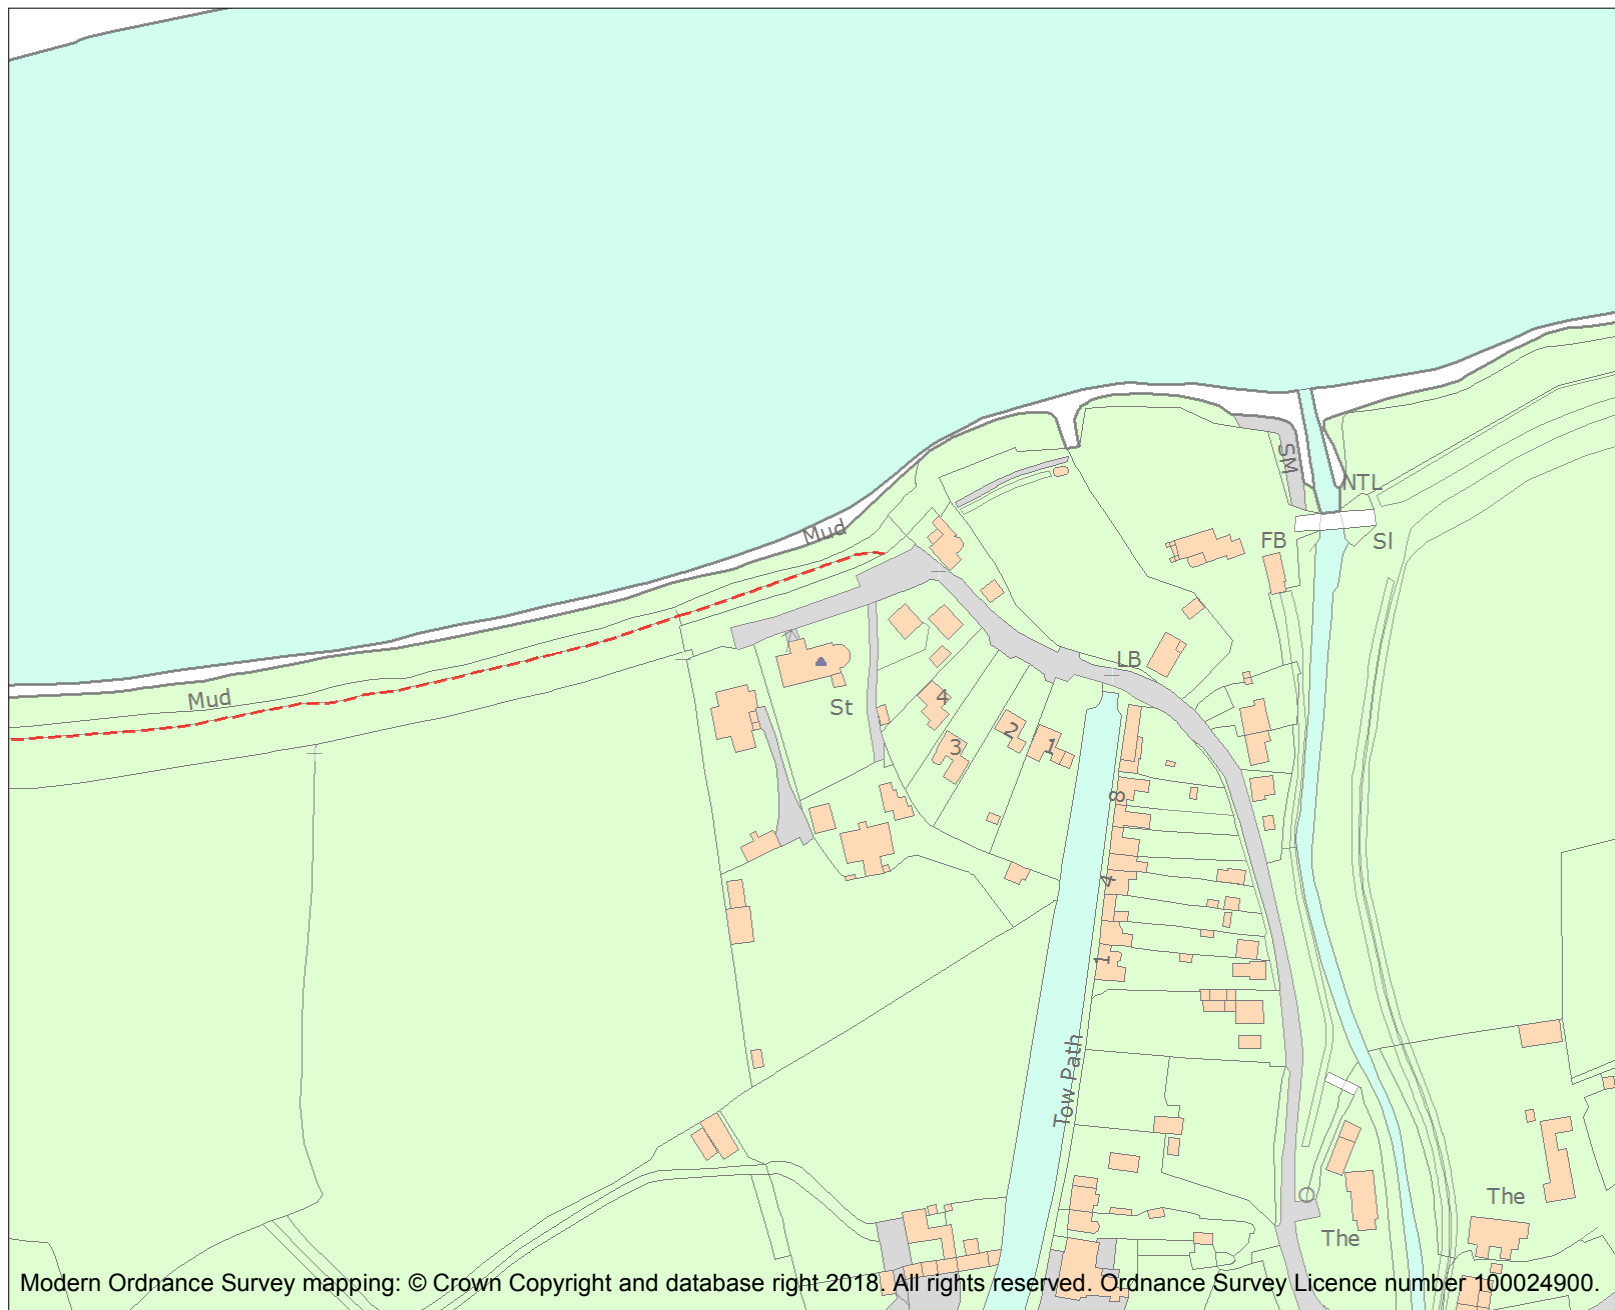 SM
NTL
Mud
FB
Sl
LB
Mud
4
St
2
1
3
8
4
1
Tow Path
The
The
Modern Ordnance Survey mapping: © Crown Copyright and database right 2018. All rights reserved. Ordnance Survey Licence number 100024900.